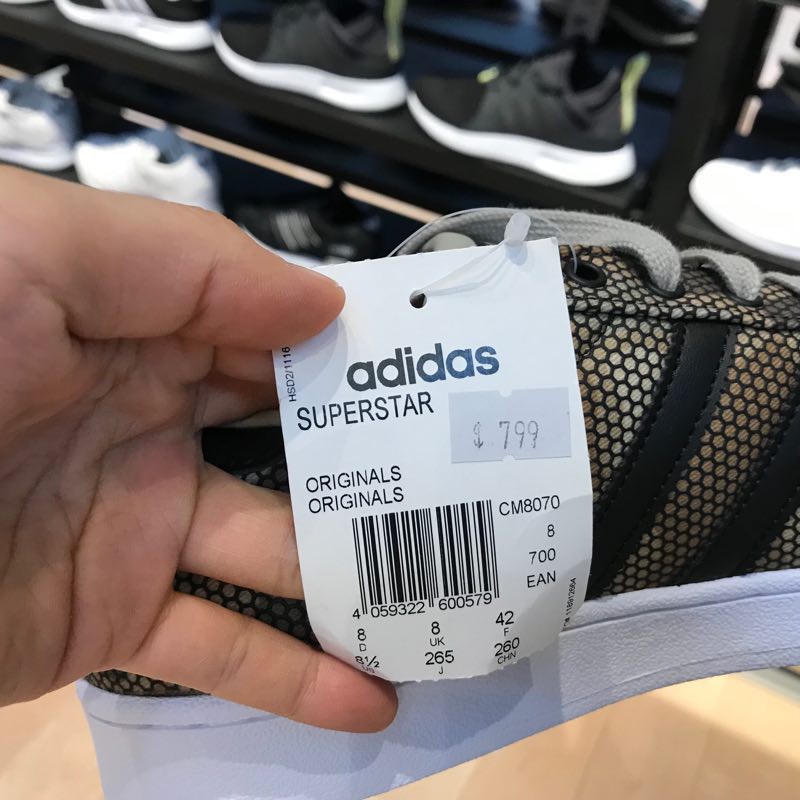 HSD2/1116
adidas
SUPERSTAR
$ 799
ORIGINALS
ORIGINALS
CM8070
8
700
EAN
4 059322 600579
8 8 42
D UK F
8½ 265 260
US J CHN